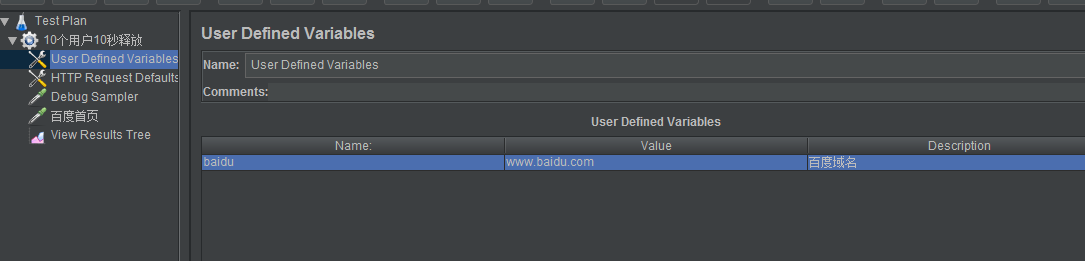 Test Plan
10个用户10秒释放
User Defined Variables
HTTP Request Defaults
Debug Sampler
百度首页
View Results Tree
User Defined Variables
Name: User Defined Variables
Comments:
User Defined Variables
Name: Value Description
baidu www.baidu.com 百度域名